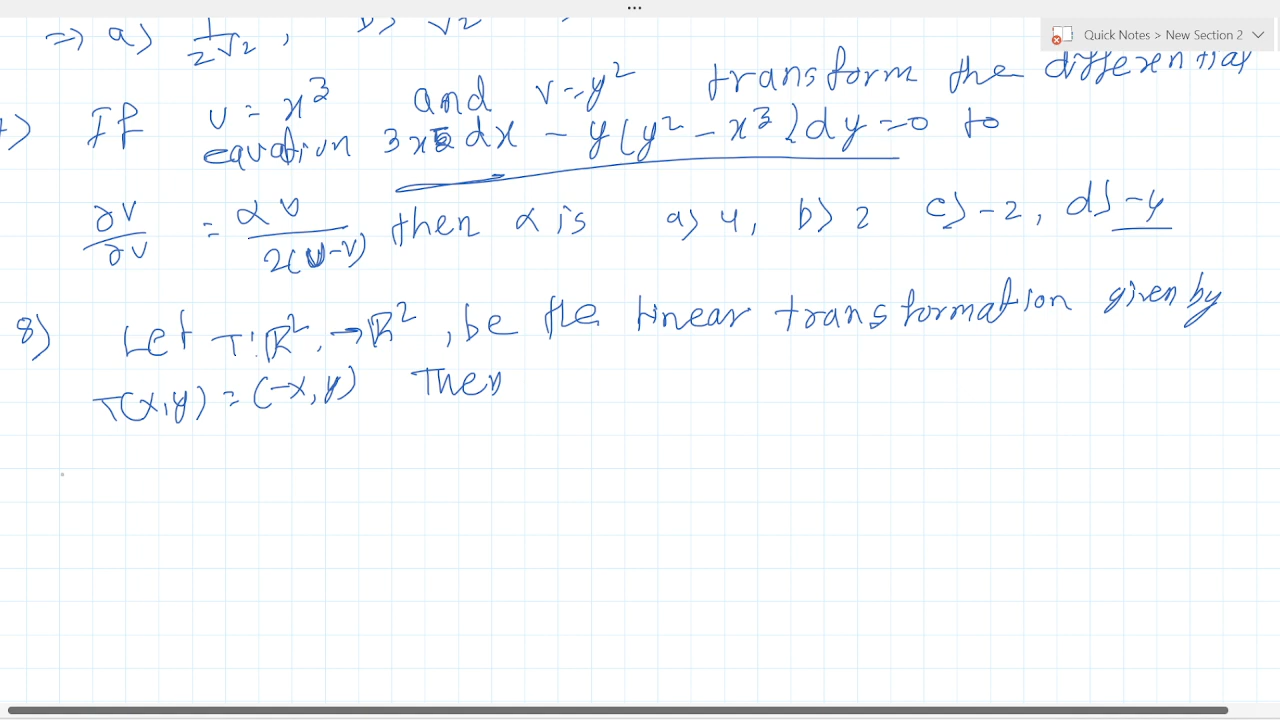 ...
Quick Notes > New Section 2
=> a) 1/2√2 , b) √2
7) If u = x³ and v = y² transform the differential
equation 3x⁵dx - y(y² - x³)dy = 0 to
∂v/∂u = αu/2(u-v) then α is a) 4, b) 2 c) -2, d) -4
8) Let T: ℝ² → ℝ², be the linear transformation given by
T(x,y) = (-x, y) Then